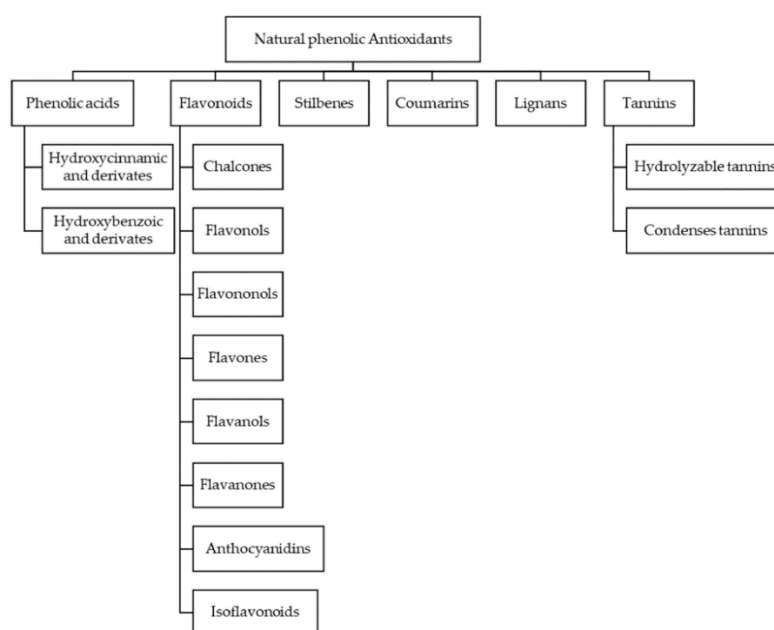 Natural phenolic Antioxidants
Phenolic acids
Flavonoids
Stilbenes
Coumarins
Lignans
Tannins
Hydroxycinnamic
and derivates
Hydroxybenzoic
and derivates
Chalcones
Flavonols
Flavononols
Flavones
Flavanols
Flavanones
Anthocyanidins
Isoflavonoids
Hydrolyzable tannins
Condenses tannins